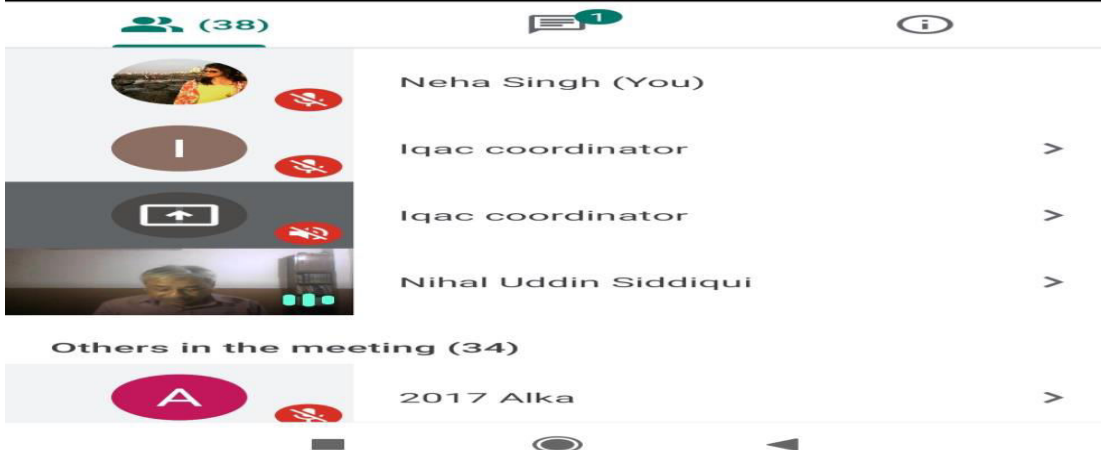 (38)
1
Neha Singh (You)
I
Iqac coordinator
Iqac coordinator
Nihal Uddin Siddiqui
Others in the meeting (34)
A
2017 Alka